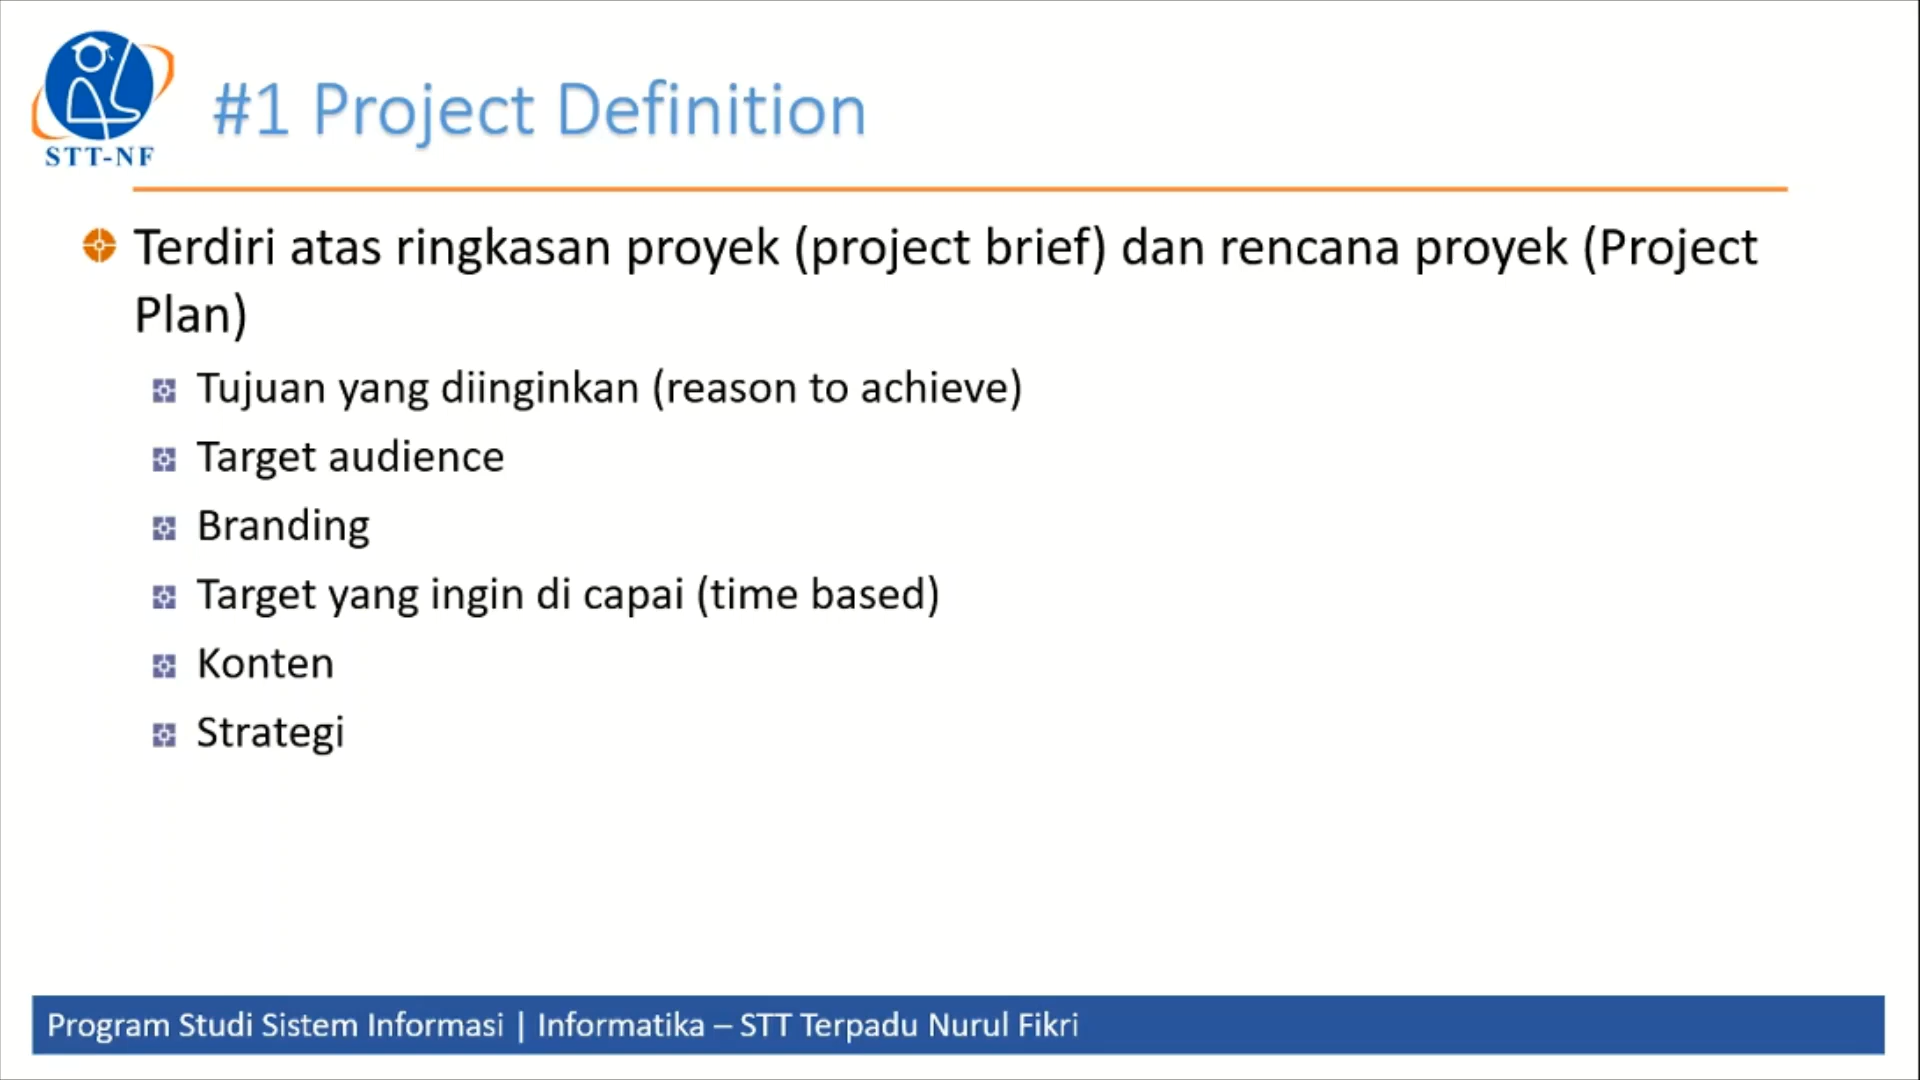 STT-NF
#1 Project Definition
Terdiri atas ringkasan proyek (project brief) dan rencana proyek (Project
Plan)
Tujuan yang diinginkan (reason to achieve)
Target audience
Branding
Target yang ingin di capai (time based)
Konten
Strategi
Program Studi Sistem Informasi | Informatika – STT Terpadu Nurul Fikri